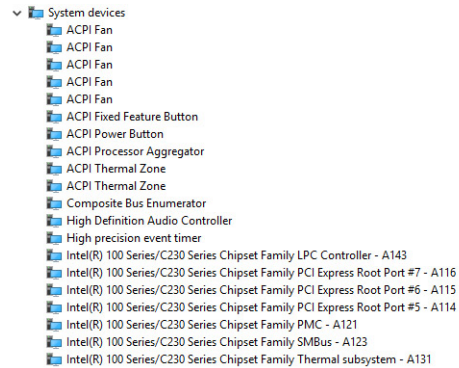 System devices
ACPI Fan
ACPI Fan
ACPI Fan
ACPI Fan
ACPI Fan
ACPI Fixed Feature Button
ACPI Power Button
ACPI Processor Aggregator
ACPI Thermal Zone
ACPI Thermal Zone
Composite Bus Enumerator
High Definition Audio Controller
High precision event timer
Intel(R) 100 Series/C230 Series Chipset Family LPC Controller - A143
Intel(R) 100 Series/C230 Series Chipset Family PCI Express Root Port #7 - A116
Intel(R) 100 Series/C230 Series Chipset Family PCI Express Root Port #6 - A115
Intel(R) 100 Series/C230 Series Chipset Family PCI Express Root Port #5 - A114
Intel(R) 100 Series/C230 Series Chipset Family PMC - A121
Intel(R) 100 Series/C230 Series Chipset Family SMBus - A123
Intel(R) 100 Series/C230 Series Chipset Family Thermal subsystem - A131